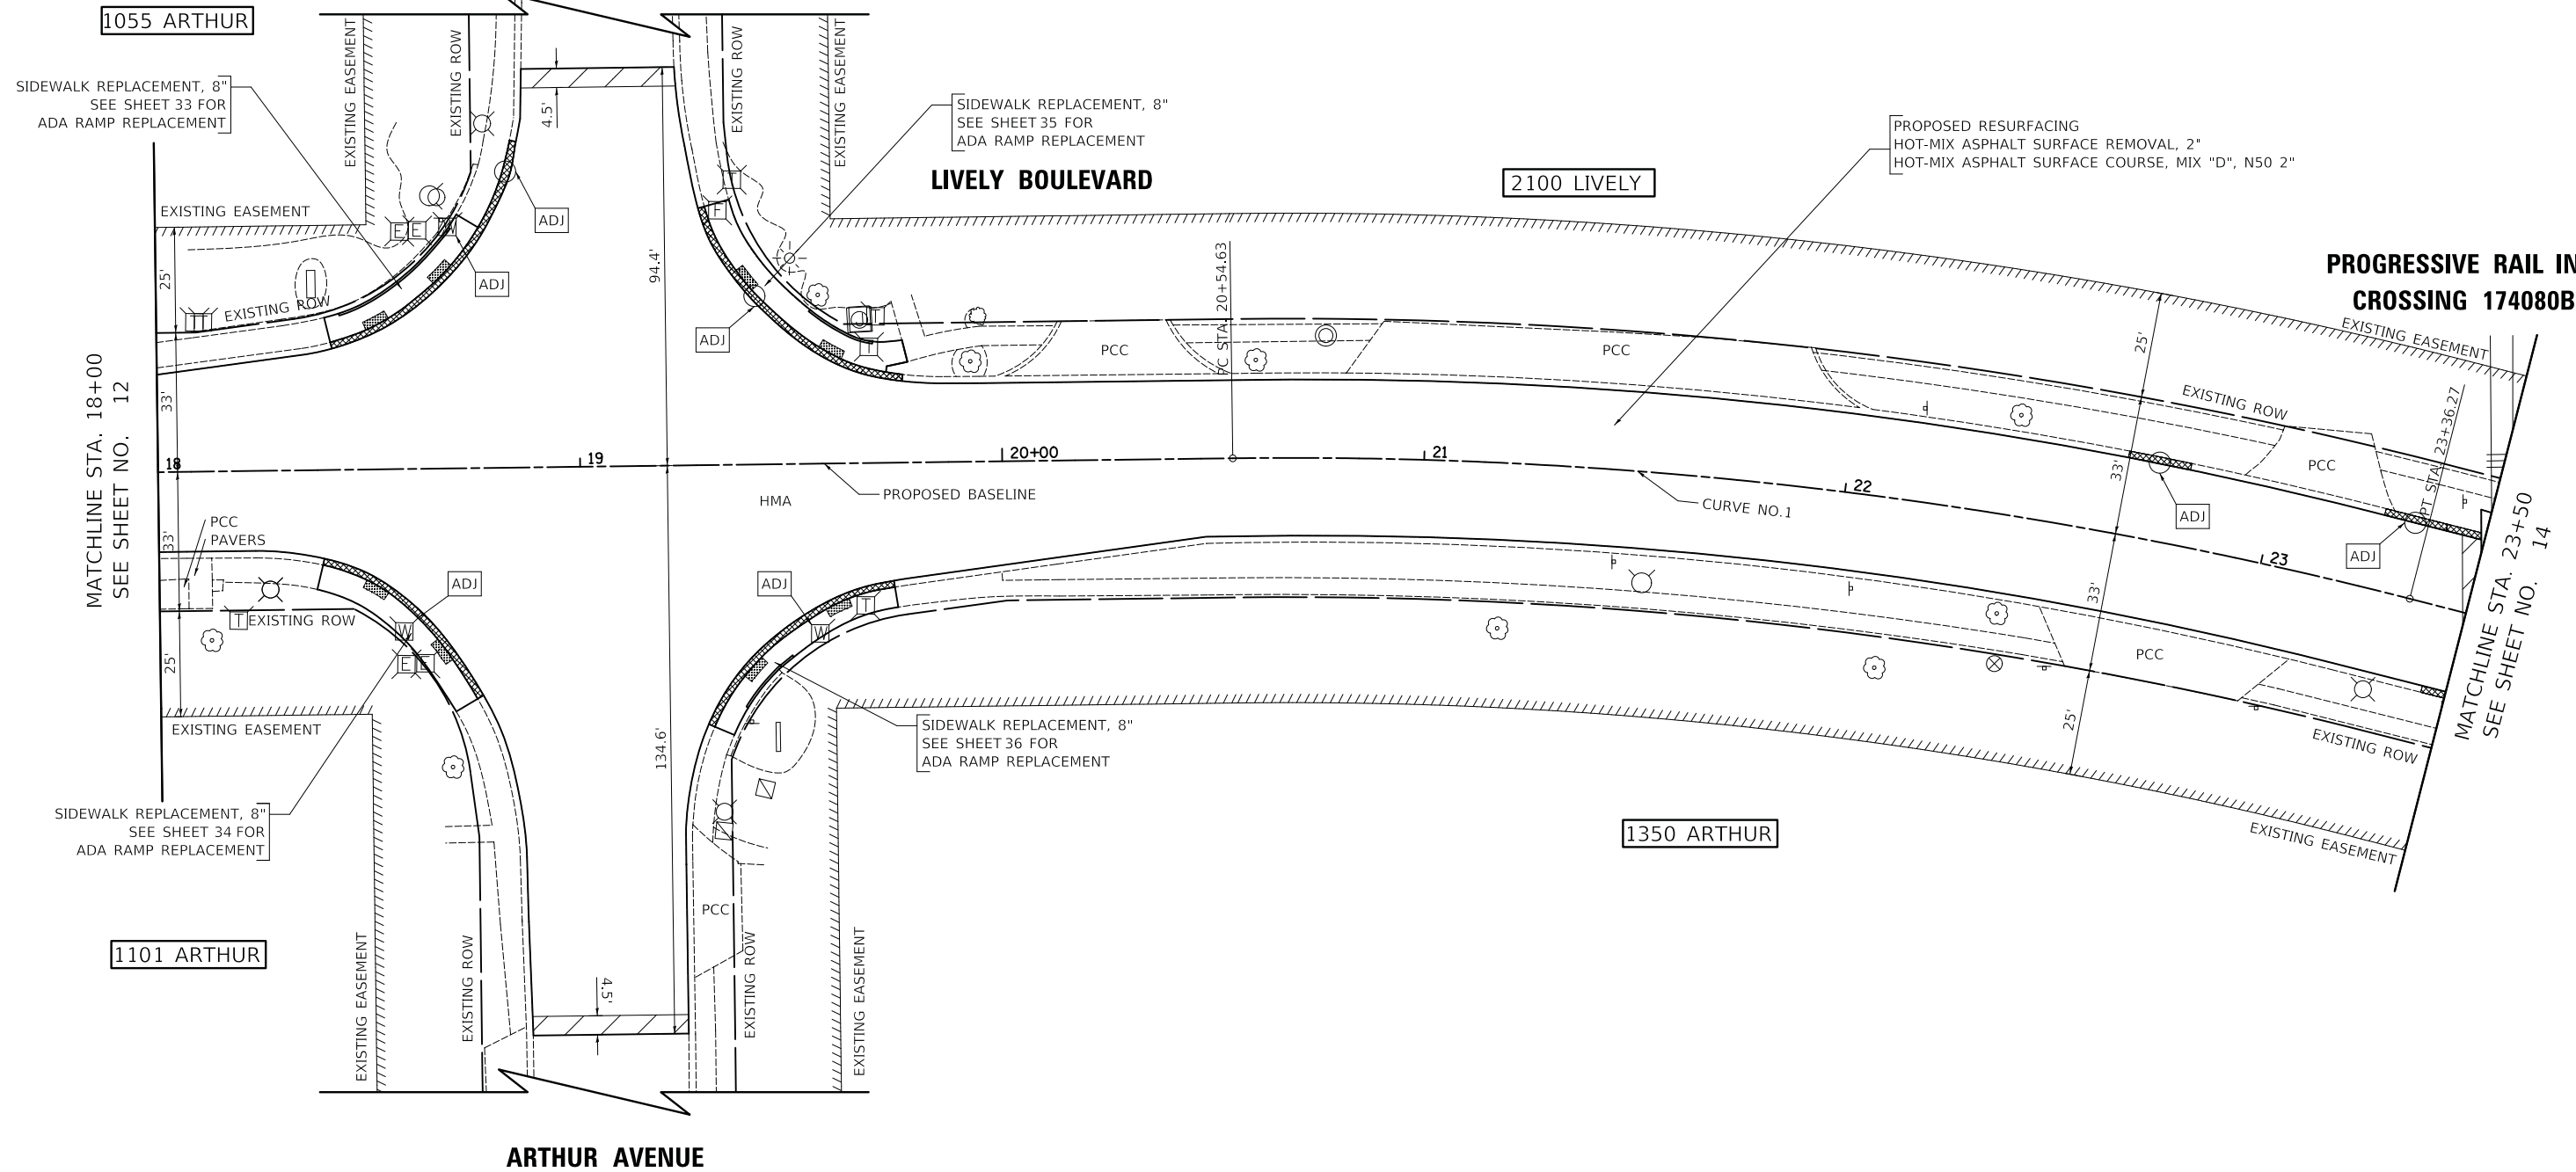 1055 ARTHUR
SIDEWALK REPLACEMENT, 8"
SEE SHEET 33 FOR
ADA RAMP REPLACEMENT
EXISTING EASEMENT
EXISTING ROW
4.5'
EXISTING ROW
EXISTING EASEMENT
SIDEWALK REPLACEMENT, 8"
SEE SHEET 35 FOR
ADA RAMP REPLACEMENT
LIVELY BOULEVARD
2100 LIVELY
PROPOSED RESURFACING
HOT-MIX ASPHALT SURFACE REMOVAL, 2"
HOT-MIX ASPHALT SURFACE COURSE, MIX "D", N50 2"
PROGRESSIVE RAIL IN
CROSSING 174080B
EXISTING EASEMENT
E
E
W
ADJ
ADJ
T
F
94.4'
25'
T
EXISTING ROW
ADJ
T
T
PCC
PC STA. 20+54.63
PCC
25'
EXISTING EASEMENT
EXISTING ROW
MATCHLINE STA. 18+00
SEE SHEET NO. 12
33'
18
19
20+00
21
22
23
33'
PCC
PT STA. 23+36.27
ADJ
ADJ
MATCHLINE STA. 23+50
SEE SHEET NO. 14
PROPOSED BASELINE
HMA
CURVE NO.1
33'
PCC
PAVERS
ADJ
ADJ
T
EXISTING ROW
W
E
E
W
T
33'
PCC
25'
25'
EXISTING EASEMENT
134.6'
SIDEWALK REPLACEMENT, 8"
SEE SHEET 36 FOR
ADA RAMP REPLACEMENT
EXISTING ROW
SIDEWALK REPLACEMENT, 8"
SEE SHEET 34 FOR
ADA RAMP REPLACEMENT
1350 ARTHUR
EXISTING EASEMENT
PCC
1101 ARTHUR
EXISTING EASEMENT
EXISTING ROW
4.5'
EXISTING ROW
EXISTING EASEMENT
ARTHUR AVENUE